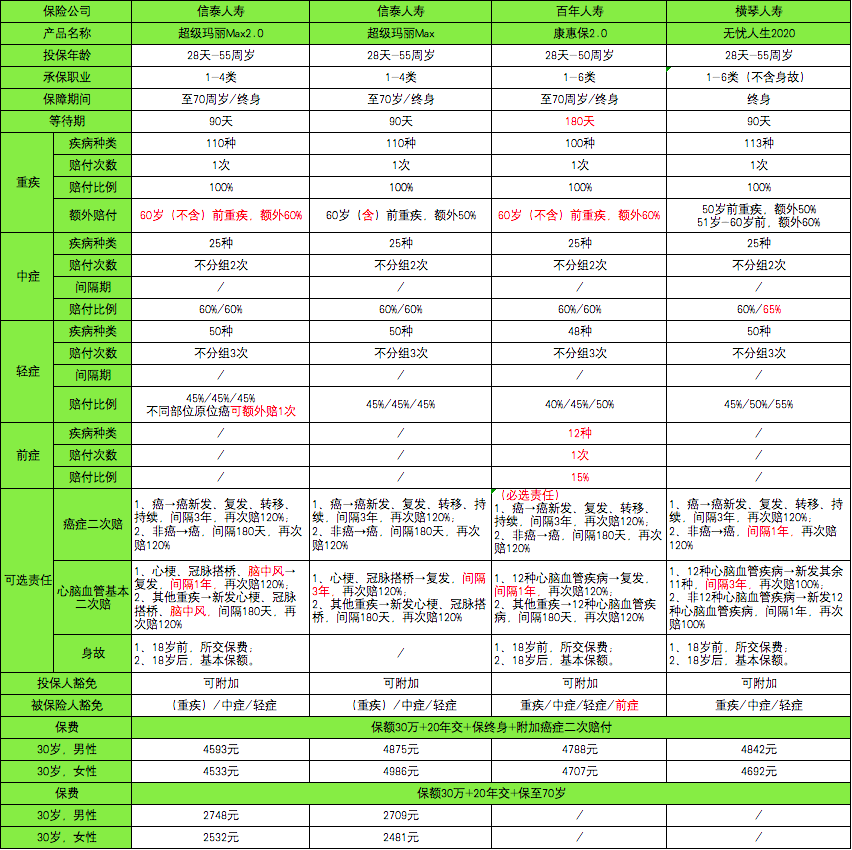 保险公司 信泰人寿 信泰人寿 百年人寿 横琴人寿
产品名称 超级玛丽Max2.0 超级玛丽Max 康惠保2.0 无忧人生2020
投保年龄 28天-55周岁 28天-55周岁 28天-50周岁 28天-55周岁
承保职业 1-4类 1-4类 1-6类 1-6类（不含身故）
保障期间 至70周岁/终身 至70岁/终身 至70周岁/终身 终身
等待期 90天 90天 180天 90天
重疾
疾病种类 110种 110种 100种 113种
赔付次数 1次 1次 1次 1次
赔付比例 100% 100% 100% 100%
额外赔付 60岁（不含）前重疾，额外60% 60岁（含）前重疾，额外50% 60岁（不含）前重疾，额外60% 50岁前重疾，额外50%
51岁-60岁前，额外60%
中症
疾病种类 25种 25种 25种 25种
赔付次数 不分组2次 不分组2次 不分组2次 不分组2次
间隔期 / / / /
赔付比例 60%/60% 60%/60% 60%/60% 60%/65%
轻症
疾病种类 50种 50种 48种 50种
赔付次数 不分组3次 不分组3次 不分组3次 不分组3次
间隔期 / / / /
赔付比例 45%/45%/45%
不同部位原位癌可额外赔1次 45%/45%/45% 40%/45%/50% 45%/50%/55%
前症
疾病种类 / / 12种 /
赔付次数 / / 1次 /
赔付比例 / / 15% /
可选责任
癌症二次赔
1、癌→癌新发、复发、转移、
持续，间隔3年，再次赔120%；
2、非癌→癌，间隔180天，再次
赔120%
1、癌→癌新发、复发、转移、持
续，间隔3年，再次赔120%；
2、非癌→癌，间隔180天，再次
赔120%
（必选责任）
1、癌→癌新发、复发、转移、
持续，间隔3年，再次赔120%；
2、非癌→癌，间隔180天，再次
赔120%
1、癌→癌新发、复发、转移、持
续，间隔3年，再次赔120%；
2、非癌→癌，间隔1年，再次赔
120%
心脑血管基本
二次赔
1、心梗、冠脉搭桥、脑中风→
复发，间隔1年，再次赔120%；
2、其他重疾→新发心梗、冠脉
搭桥、脑中风，间隔180天，再
次赔120%
1、心梗、冠脉搭桥→复发，间隔
3年，再次赔120%；
2、其他重疾→新发心梗、冠脉搭
桥，间隔180天，再次赔120%
1、12种心脑血管疾病→复发，
间隔1年，再次赔120%；
2、其他重疾→12种心脑血管疾
病，间隔180天，再次赔120%
1、12种心脑血管疾病→新发其余
11种，间隔3年，再次赔100%；
2、非12种心脑血管疾病→新发12
种心脑血管疾病，间隔1年，再次
赔100%
身故
1、18岁前，所交保费；
2、18岁后，基本保额。
/
1、18岁前，所交保费；
2、18岁后，基本保额。
1、18岁前，所交保费；
2、18岁后，基本保额。
投保人豁免 可附加 可附加 可附加 可附加
被保险人豁免 （重疾）/中症/轻症 （重疾）/中症/轻症 重疾/中症/轻症/前症 重疾/中症/轻症
保费 保额30万+20年交+保终身+附加癌症二次赔付
30岁，男性 4593元 4875元 4788元 4842元
30岁，女性 4533元 4986元 4707元 4692元
保费 保额30万+20年交+保至70岁
30岁，男性 2748元 2709元 / /
30岁，女性 2532元 2481元 / /